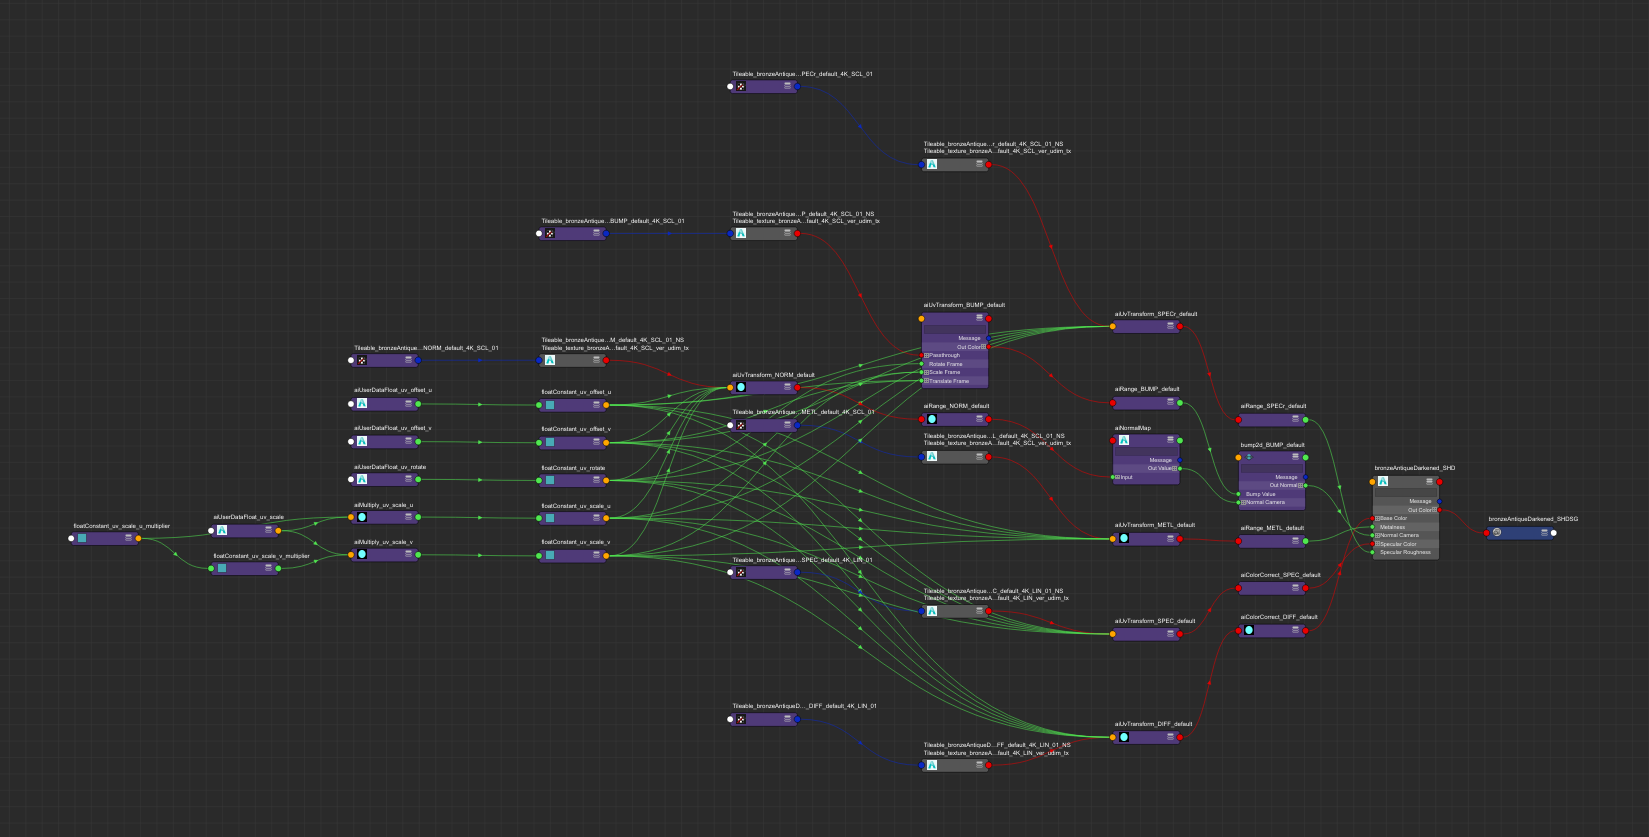 Tileable_bronzeAntique...PECr_default_4K_SCL_01
Tileable_bronzeAntique...r_default_4K_SCL_01_NS
Tileable_texture_bronzeA...fault_4K_SCL_ver_udim_tx
Tileable_bronzeAntique...BUMP_default_4K_SCL_01
Tileable_bronzeAntique...P_default_4K_SCL_01_NS
Tileable_texture_bronzeA...fault_4K_SCL_ver_udim_tx
aiUvTransform_BUMP_default
Message
Out Color
Passthrough
Rotate Frame
Scale Frame
Translate Frame
aiUvTransform_SPECr_default
Tileable_bronzeAntique...NORM_default_4K_SCL_01
Tileable_bronzeAntique...M_default_4K_SCL_01_NS
Tileable_texture_bronzeA...fault_4K_SCL_ver_udim_tx
aiUvTransform_NORM_default
aiUserDataFloat_uv_offset_u
floatConstant_uv_offset_u
aiRange_BUMP_default
Tileable_bronzeAntique...METL_default_4K_SCL_01
aiRange_NORM_default
aiRange_SPECr_default
aiUserDataFloat_uv_offset_v
floatConstant_uv_offset_v
Tileable_bronzeAntique...L_default_4K_SCL_01_NS
Tileable_texture_bronzeA...fault_4K_SCL_ver_udim_tx
aiNormalMap
Message
Out Value
Input
bump2d_BUMP_default
Message
Out Normal
Bump Value
Normal Camera
aiUserDataFloat_uv_rotate
floatConstant_uv_rotate
bronzeAntiqueDarkened_SHD
Message
Out Color
Base Color
Metalness
Normal Camera
Specular Color
Specular Roughness
bronzeAntiqueDarkened_SHDSG
aiMultiply_uv_scale_u
floatConstant_uv_scale_u
aiUserDataFloat_uv_scale
floatConstant_uv_scale_u_multiplier
aiUvTransform_METL_default
aiRange_METL_default
aiMultiply_uv_scale_v
floatConstant_uv_scale_v
floatConstant_uv_scale_v_multiplier
Tileable_bronzeAntique...SPEC_default_4K_LIN_01
aiColorCorrect_SPEC_default
Tileable_bronzeAntique...C_default_4K_LIN_01_NS
Tileable_texture_bronzeA...fault_4K_LIN_ver_udim_tx
aiUvTransform_SPEC_default
aiColorCorrect_DIFF_default
Tileable_bronzeAntiqueD..._DIFF_default_4K_LIN_01
aiUvTransform_DIFF_default
Tileable_bronzeAntiqueD...FF_default_4K_LIN_01_NS
Tileable_texture_bronzeA...fault_4K_LIN_ver_udim_tx